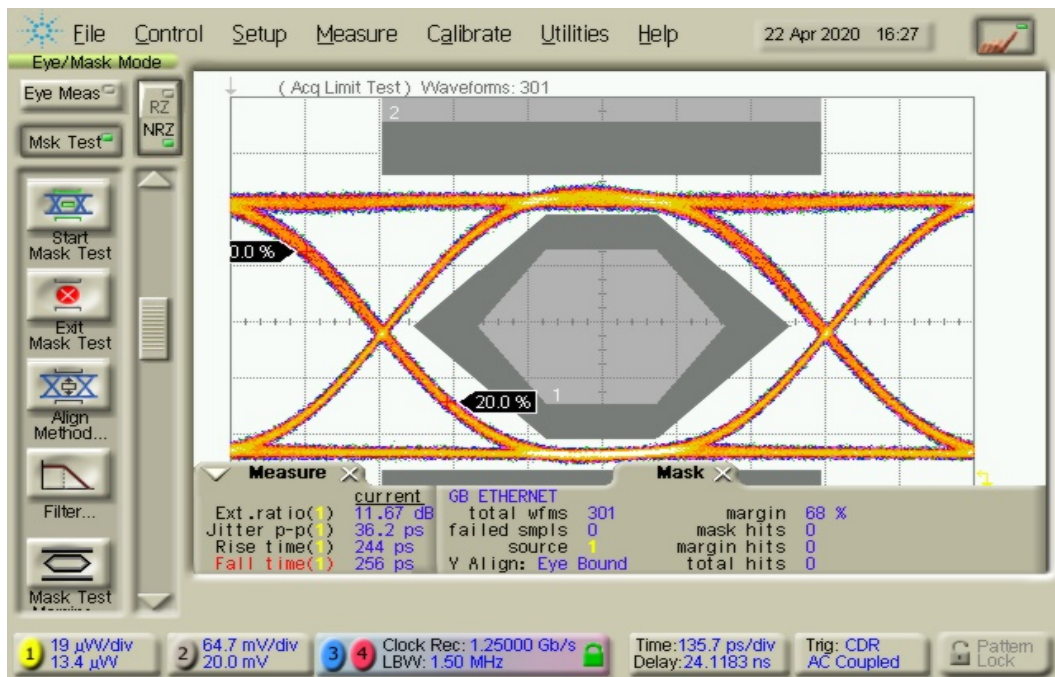 File Control Setup Measure Calibrate Utilities Help 22 Apr 2020 16:27
Eye/Mask Mode
Eye Meas
RZ
NRZ
Msk Test
( Acq Limit Test ) Waveforms: 301
2
Start
Mask Test
0.0 %
Exit
Mask Test
20.0 %
1
Align
Method...
Filter...
Mask Test
Measure
current
Ext.ratio(1) 11.67 dB
Jitter p-p(1) 36.2 ps
Rise time(1) 244 ps
Fall time(1) 256 ps
Mask
GB ETHERNET
total wfms 301 margin 68 %
failed smpls 0 mask hits 0
source 1 margin hits 0
Y Align: Eye Bound total hits 0
1 19 µW/div
13.4 µW
2 64.7 mV/div
20.0 mV
3 4 Clock Rec: 1.25000 Gb/s
LBW: 1.50 MHz
Time:135.7 ps/div
Delay:24.1183 ns
Trig: CDR
AC Coupled
Pattern
Lock